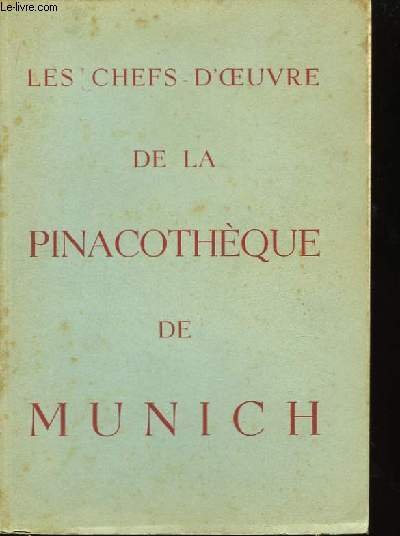 Le-livre.com
LES CHEFS-D'ŒUVRE
DE LA
PINACOTHÈQUE
DE
MUNICH